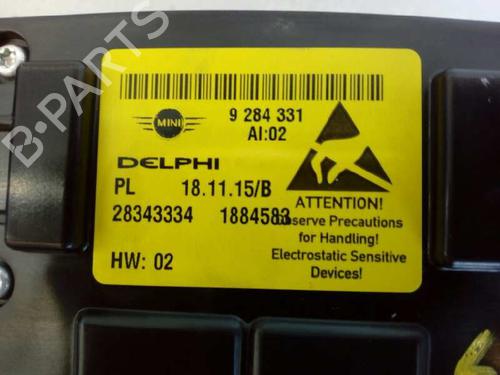 B-PARTS
MINI
9 284 331
AI:02
DELPHI
PL 18.11.15/B
28343334 1884583
HW: 02
ATTENTION!
Observe Precautions
for Handling!
Electrostatic Sensitive
Devices!